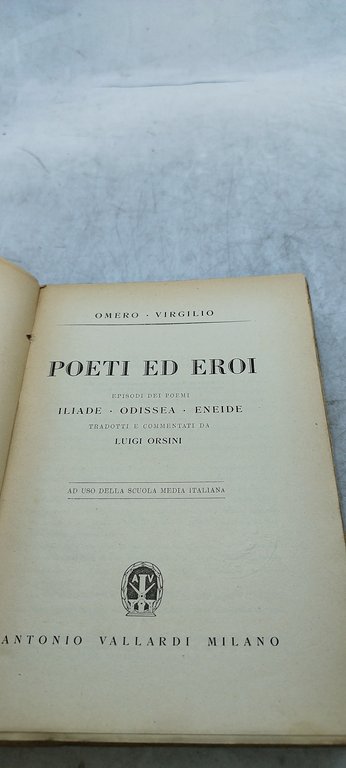 OMERO · VIRGILIO
POETI ED EROI
EPISODI DEI POEMI
ILIADE · ODISSEA · ENEIDE
TRADOTTI E COMMENTATI DA
LUIGI ORSINI
AD USO DELLA SCUOLA MEDIA ITALIANA
A V
ANTONIO VALLARDI MILANO